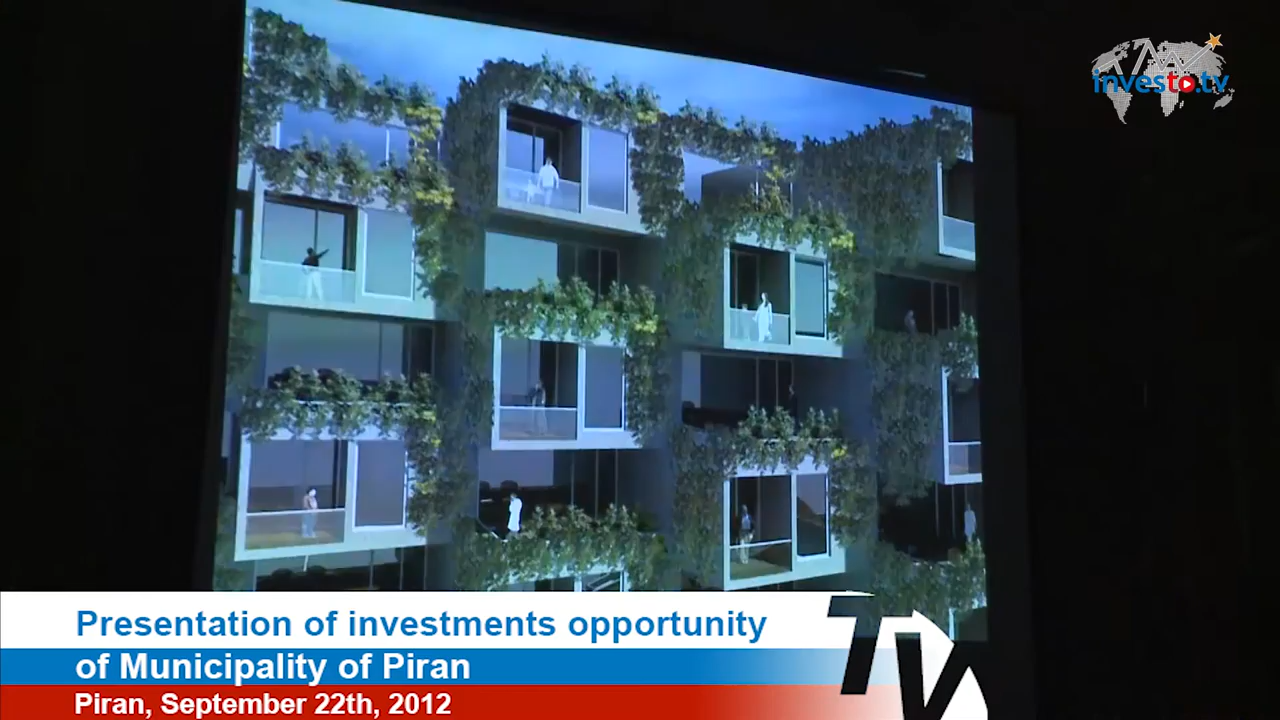 investo.tv
Presentation of investments opportunity
of Municipality of Piran
Piran, September 22th, 2012
TV